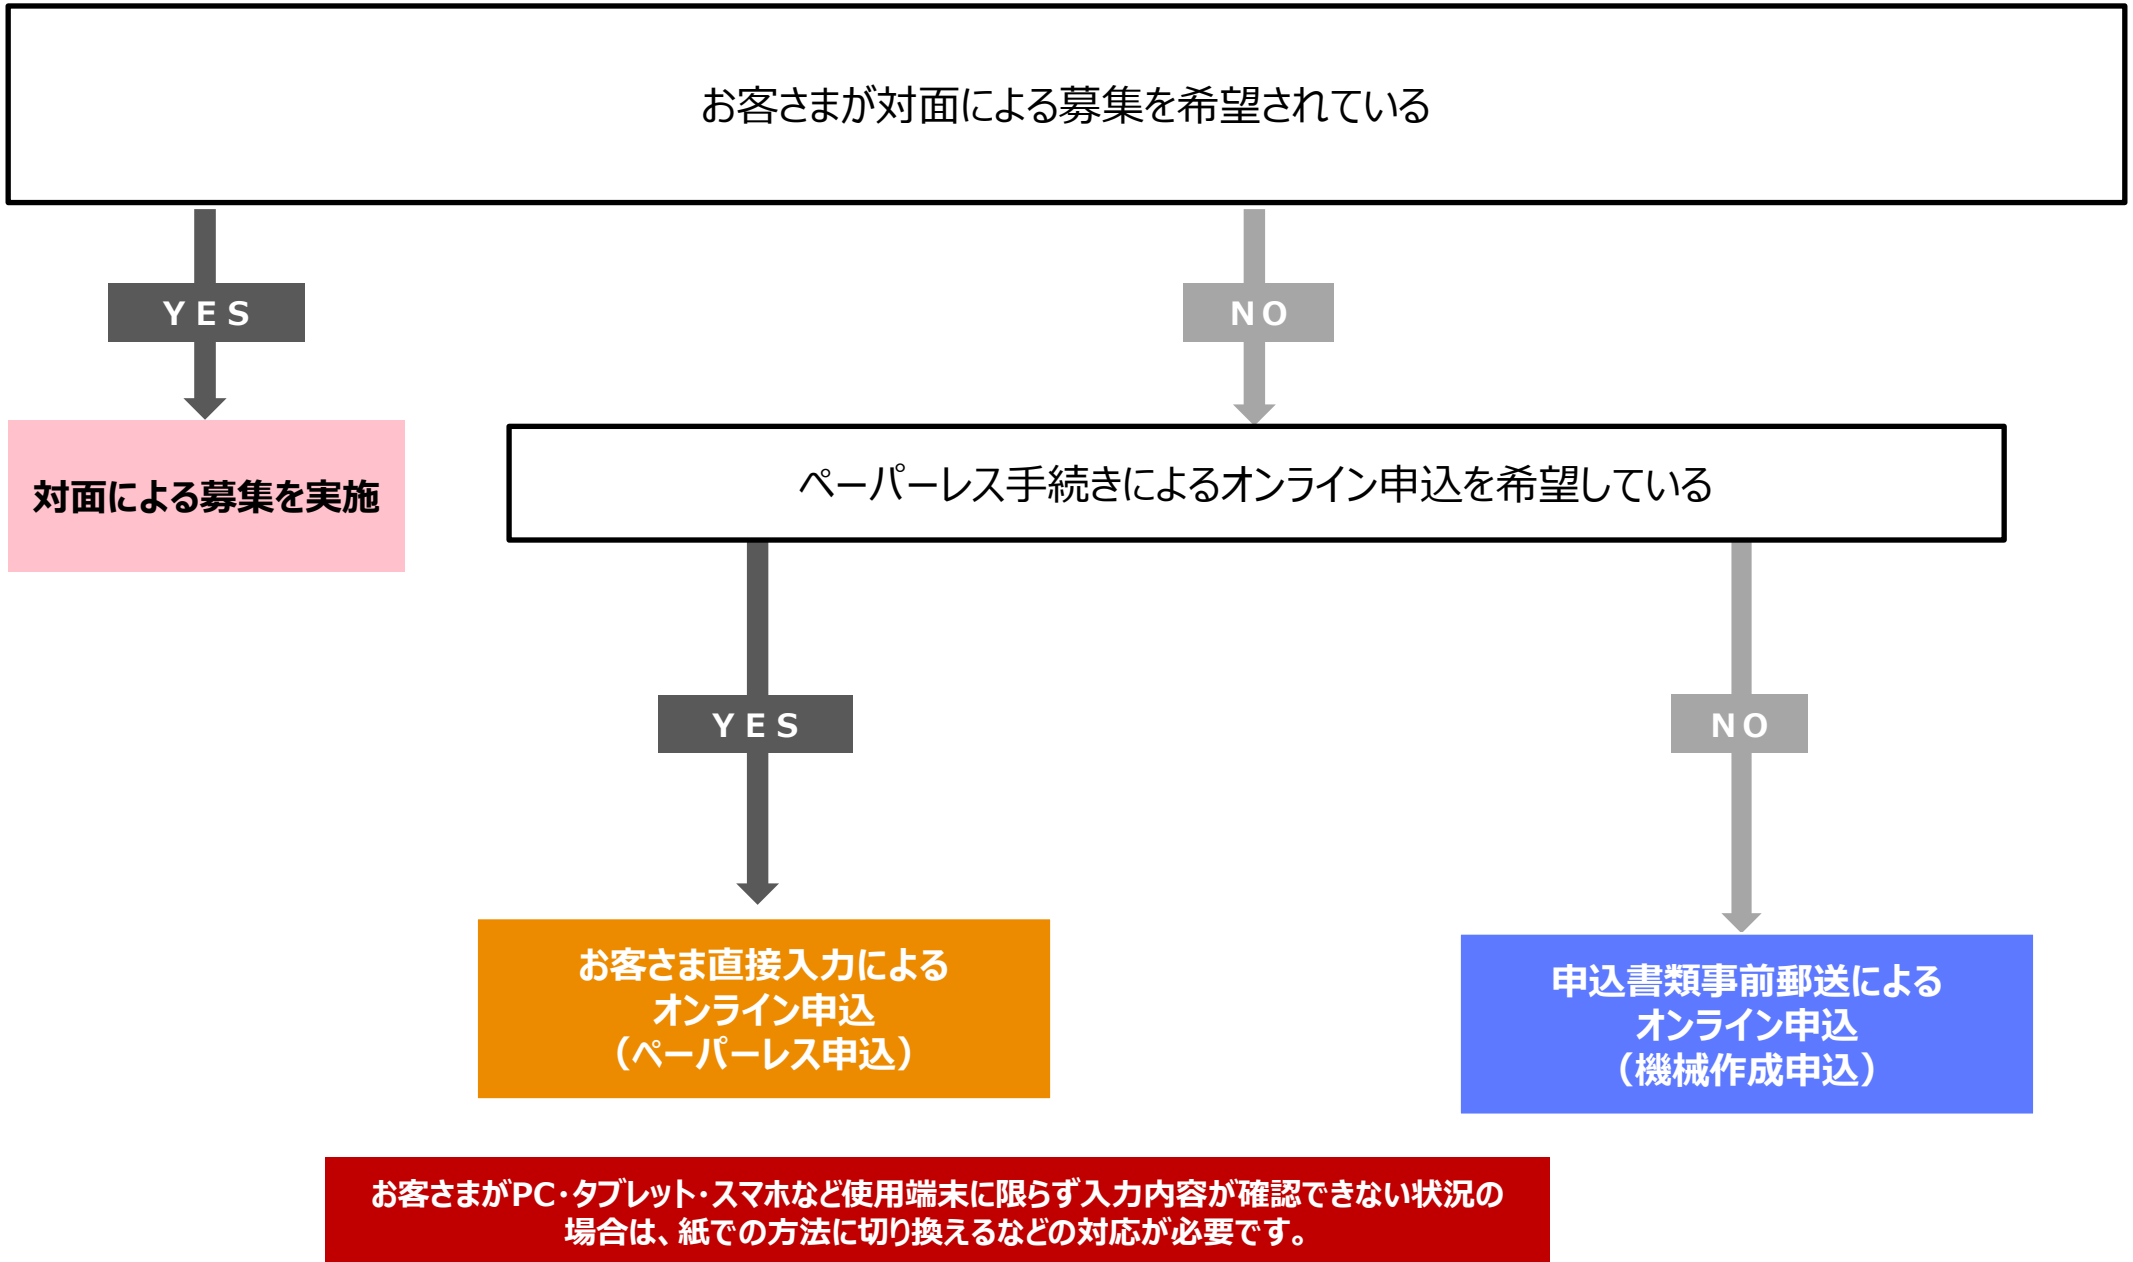 お客さまが対面による募集を希望されている
YES
NO
対面による募集を実施
ペーパーレス手続きによるオンライン申込を希望している
YES
NO
お客さま直接入力による
オンライン申込
（ペーパーレス申込）
申込書類事前郵送による
オンライン申込
（機械作成申込）
お客さまがPC・タブレット・スマホなど使用端末に限らず入力内容が確認できない状況の
場合は、紙での方法に切り換えるなどの対応が必要です。